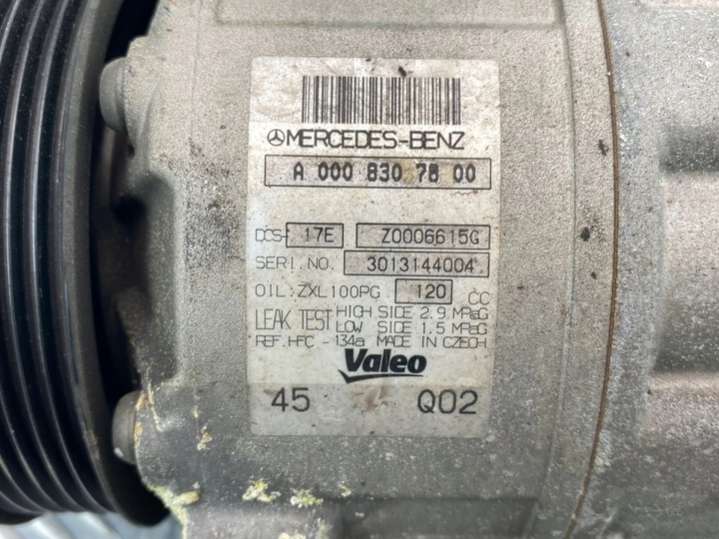 MERCEDES-BENZ
A 000 830 78 00
DCS- 17E Z0006615G
SERI.NO. 3013144004
OIL:ZXL100PG 120 CC
LEAK TEST HIGH SIDE 2.9 MPaG
LOW SIDE 1.5 MPaG
REF.HFC -134a MADE IN CZECH
Valeo
45 Q02